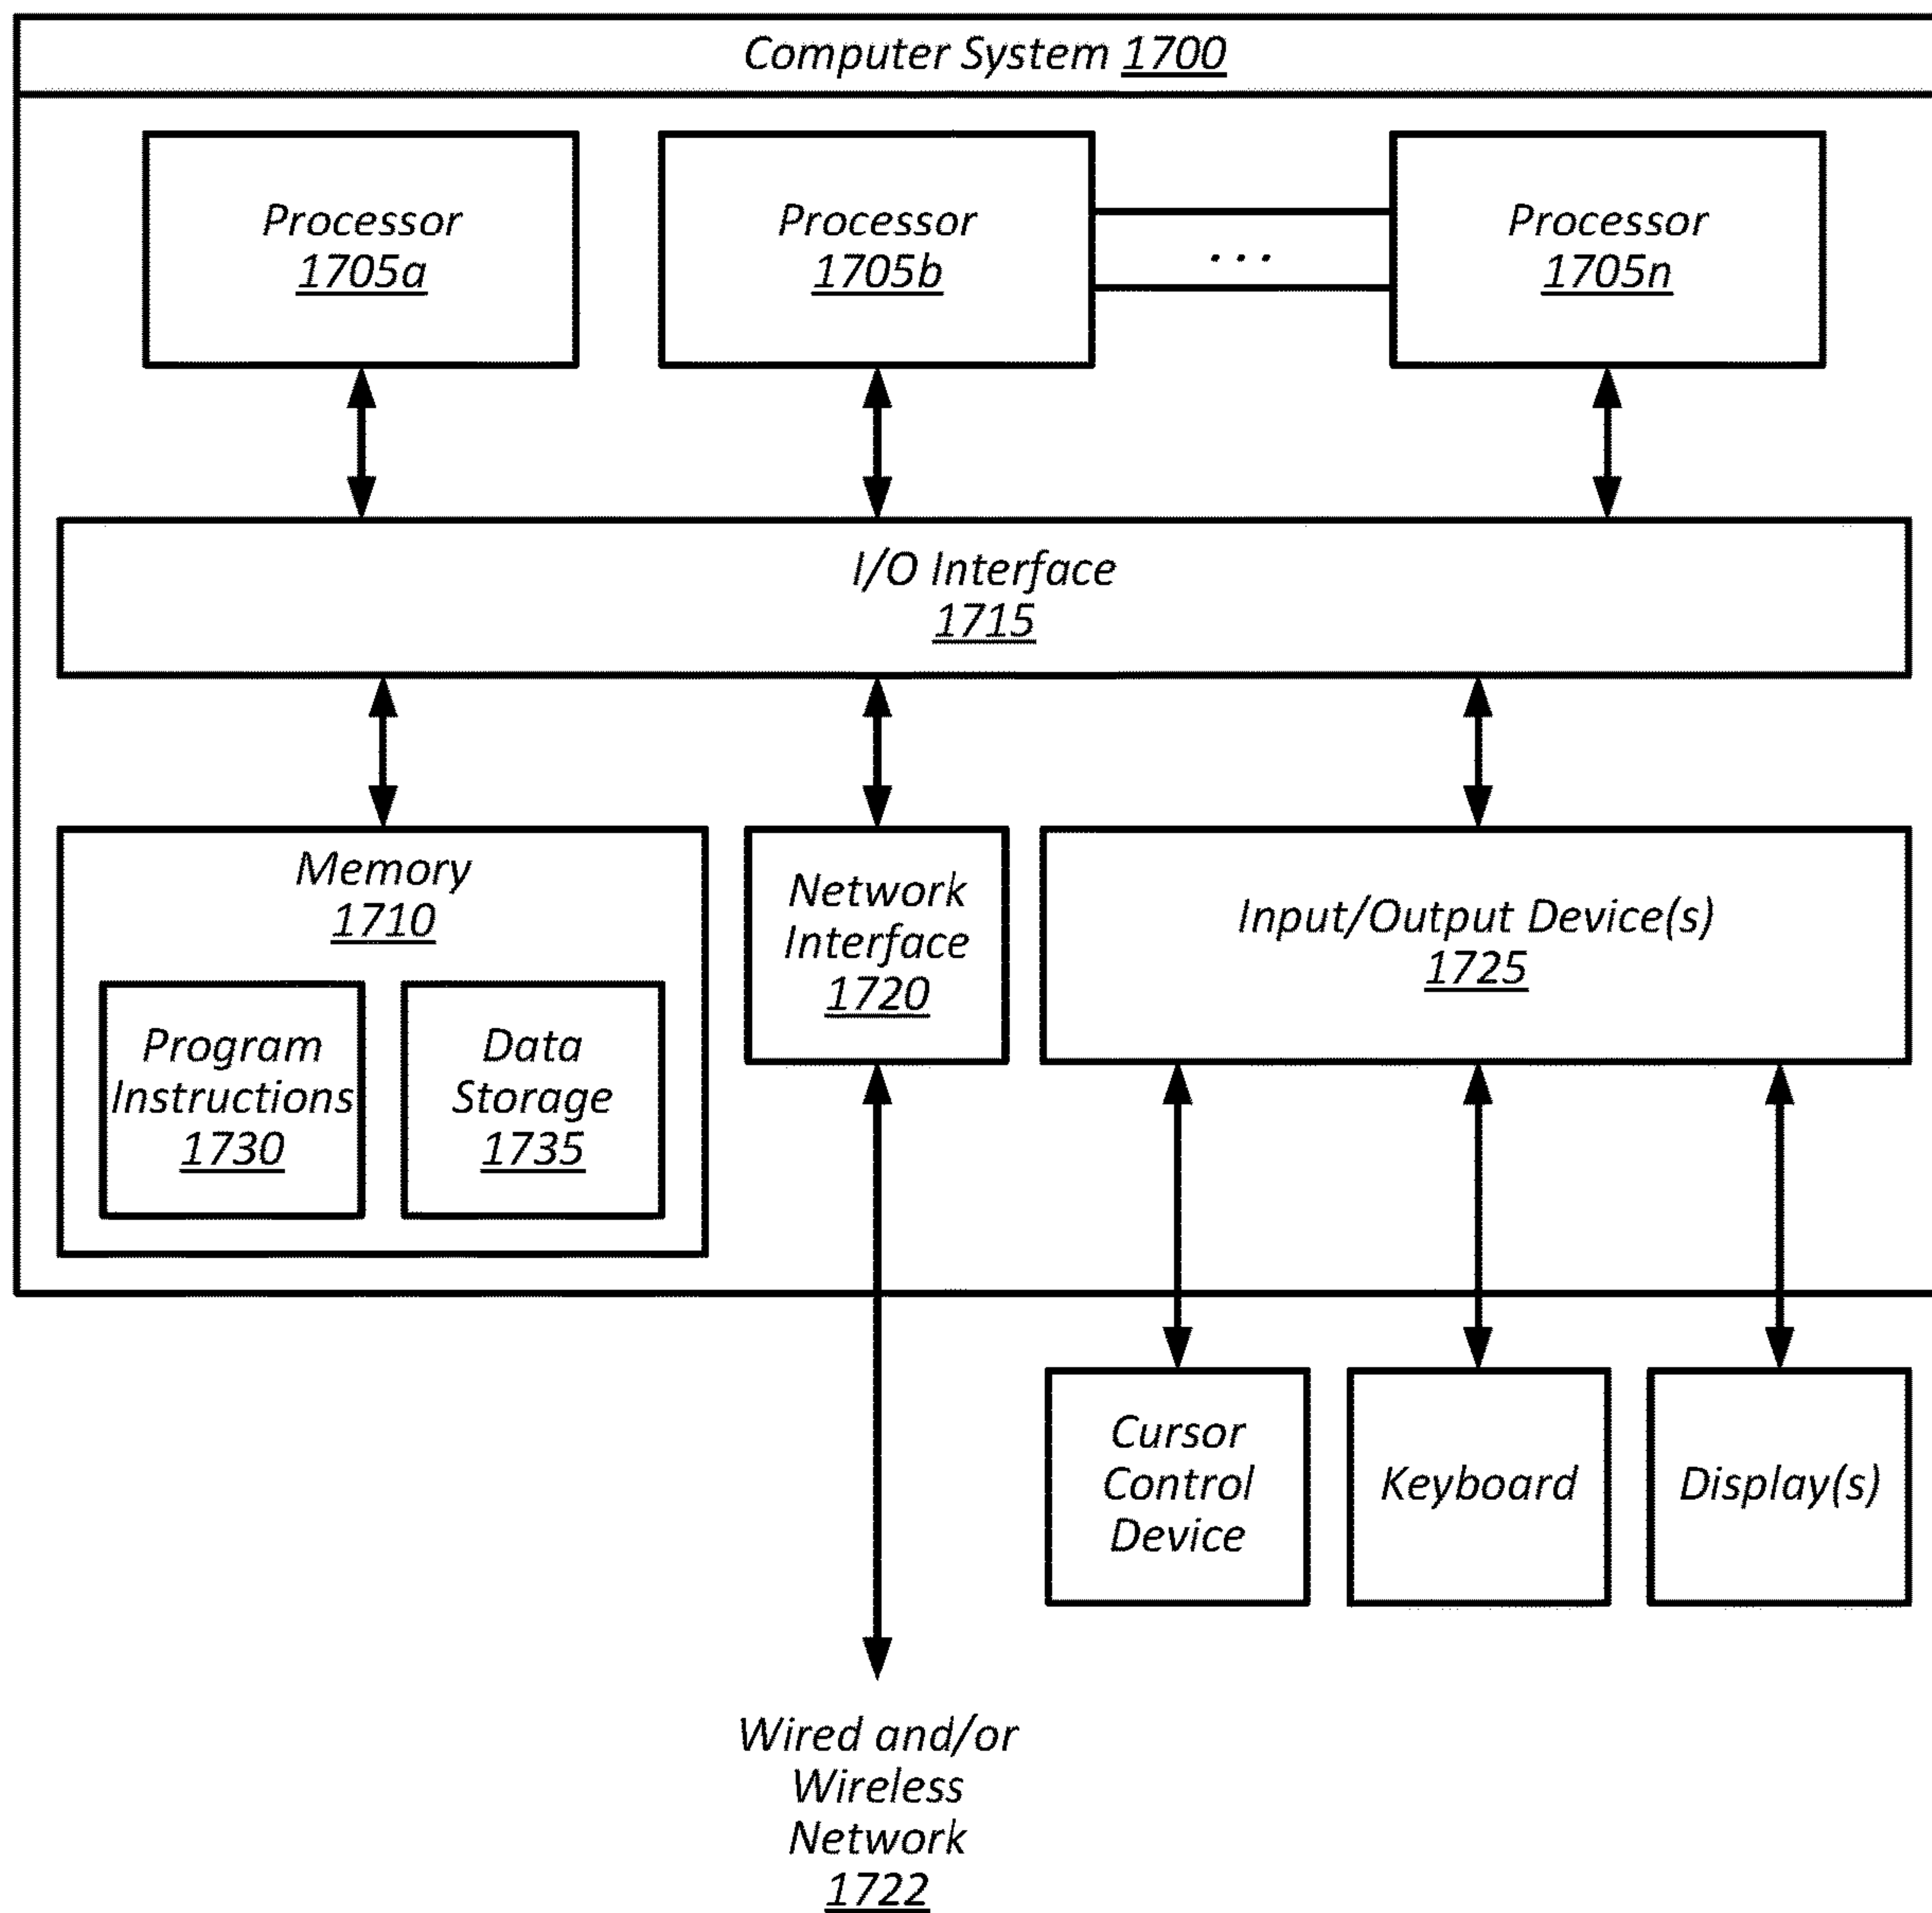 Computer System 1700
Processor
1705a
Processor
1705b
...
Processor
1705n
I/O Interface
1715
Memory
1710
Program
Instructions
1730
Data
Storage
1735
Network
Interface
1720
Input/Output Device(s)
1725
Cursor
Control
Device
Keyboard
Display(s)
Wired and/or
Wireless
Network
1722